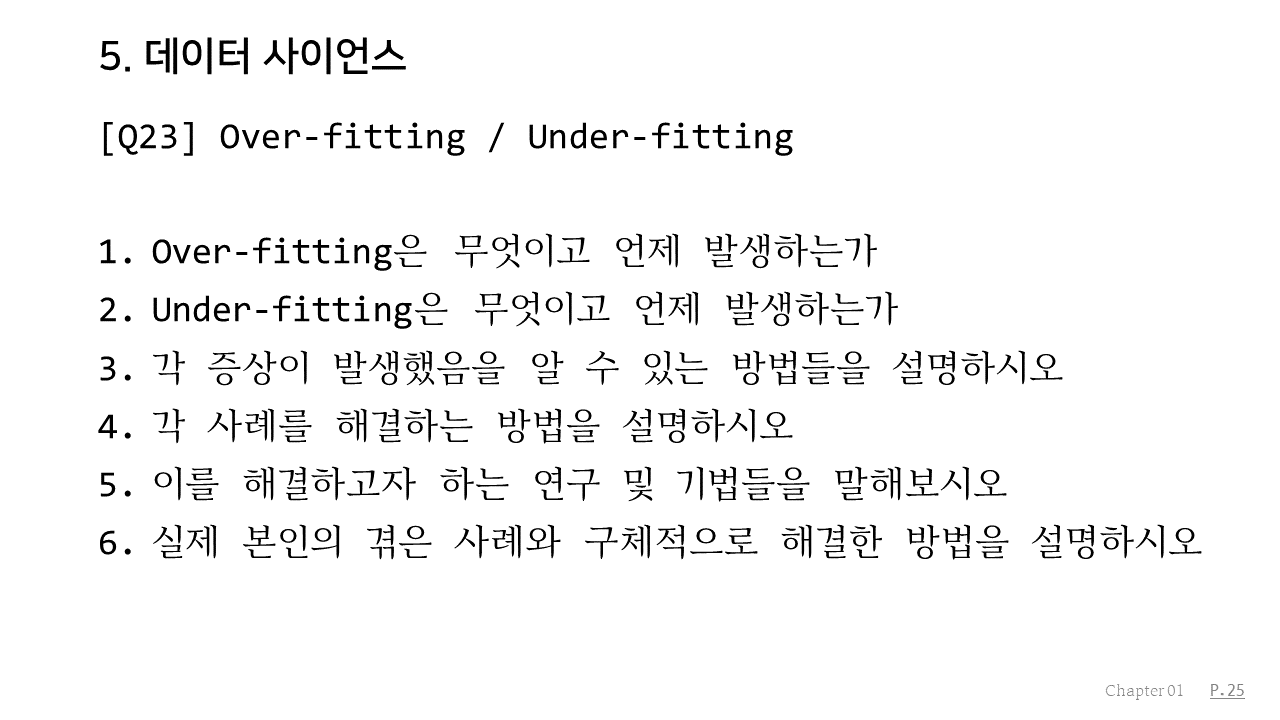 5. 데이터 사이언스
[Q23] Over-fitting / Under-fitting
1. Over-fitting은 무엇이고 언제 발생하는가
2. Under-fitting은 무엇이고 언제 발생하는가
3. 각 증상이 발생했음을 알 수 있는 방법들을 설명하시오
4. 각 사례를 해결하는 방법을 설명하시오
5. 이를 해결하고자 하는 연구 및 기법들을 말해보시오
6. 실제 본인의 겪은 사례와 구체적으로 해결한 방법을 설명하시오
Chapter 01 P.25